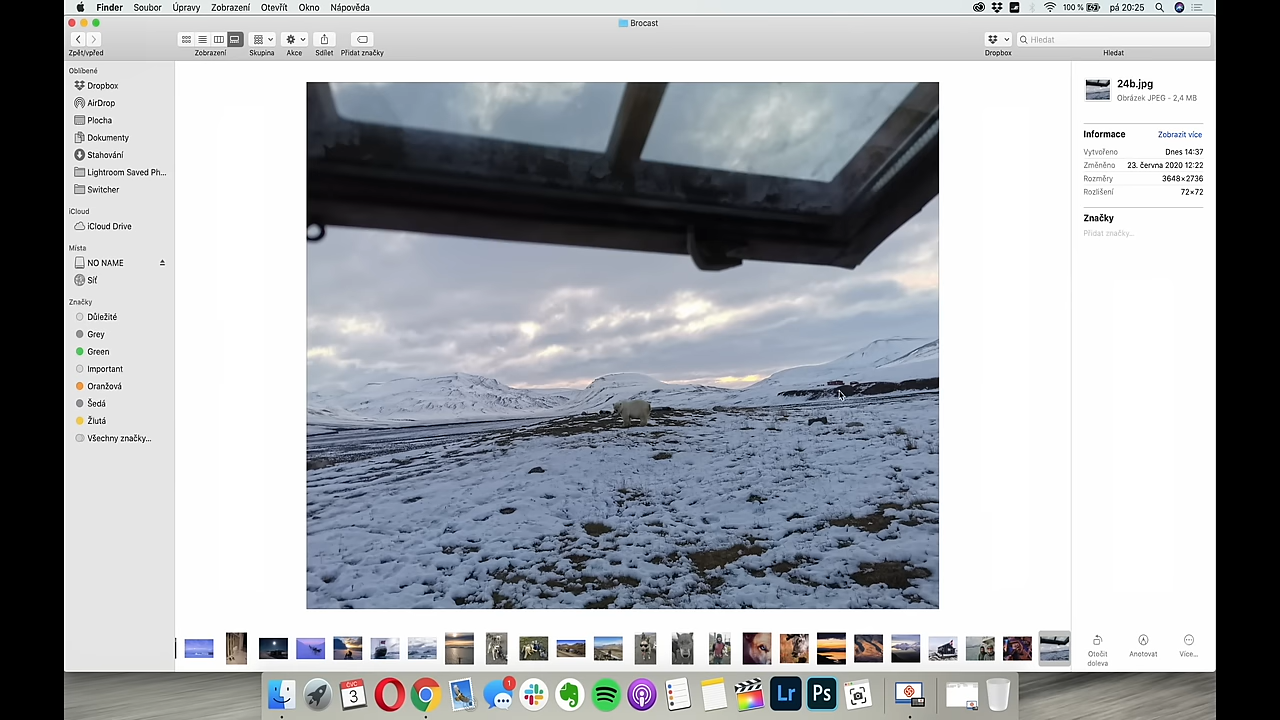 Finder Soubor Úpravy Zobrazení Otevřít Okno Nápověda 100 % pá 20:25
Brocast
Hledat
Zpět/vpřed Zobrazení Skupina Akce Sdílet Přidat značky Dropbox Hledat
Oblíbené
Dropbox
AirDrop
Plocha
Dokumenty
Stahování
Lightroom Saved Ph...
Switcher
iCloud
iCloud Drive
Místa
NO NAME
Síť
Značky
Důležité
Grey
Green
Important
Oranžová
Šedá
Žlutá
Všechny značky...
24b.jpg
Obrázek JPEG - 2,4 MB
Informace Zobrazit více
Vytvořeno Dnes 14:37
Změněno 23. června 2020 12:22
Rozměry 3648×2736
Rozlišení 72×72
Značky
Přidat značky...
Otočit doleva
Anotovat
Více...
ČVC
3
1
Lr
Ps